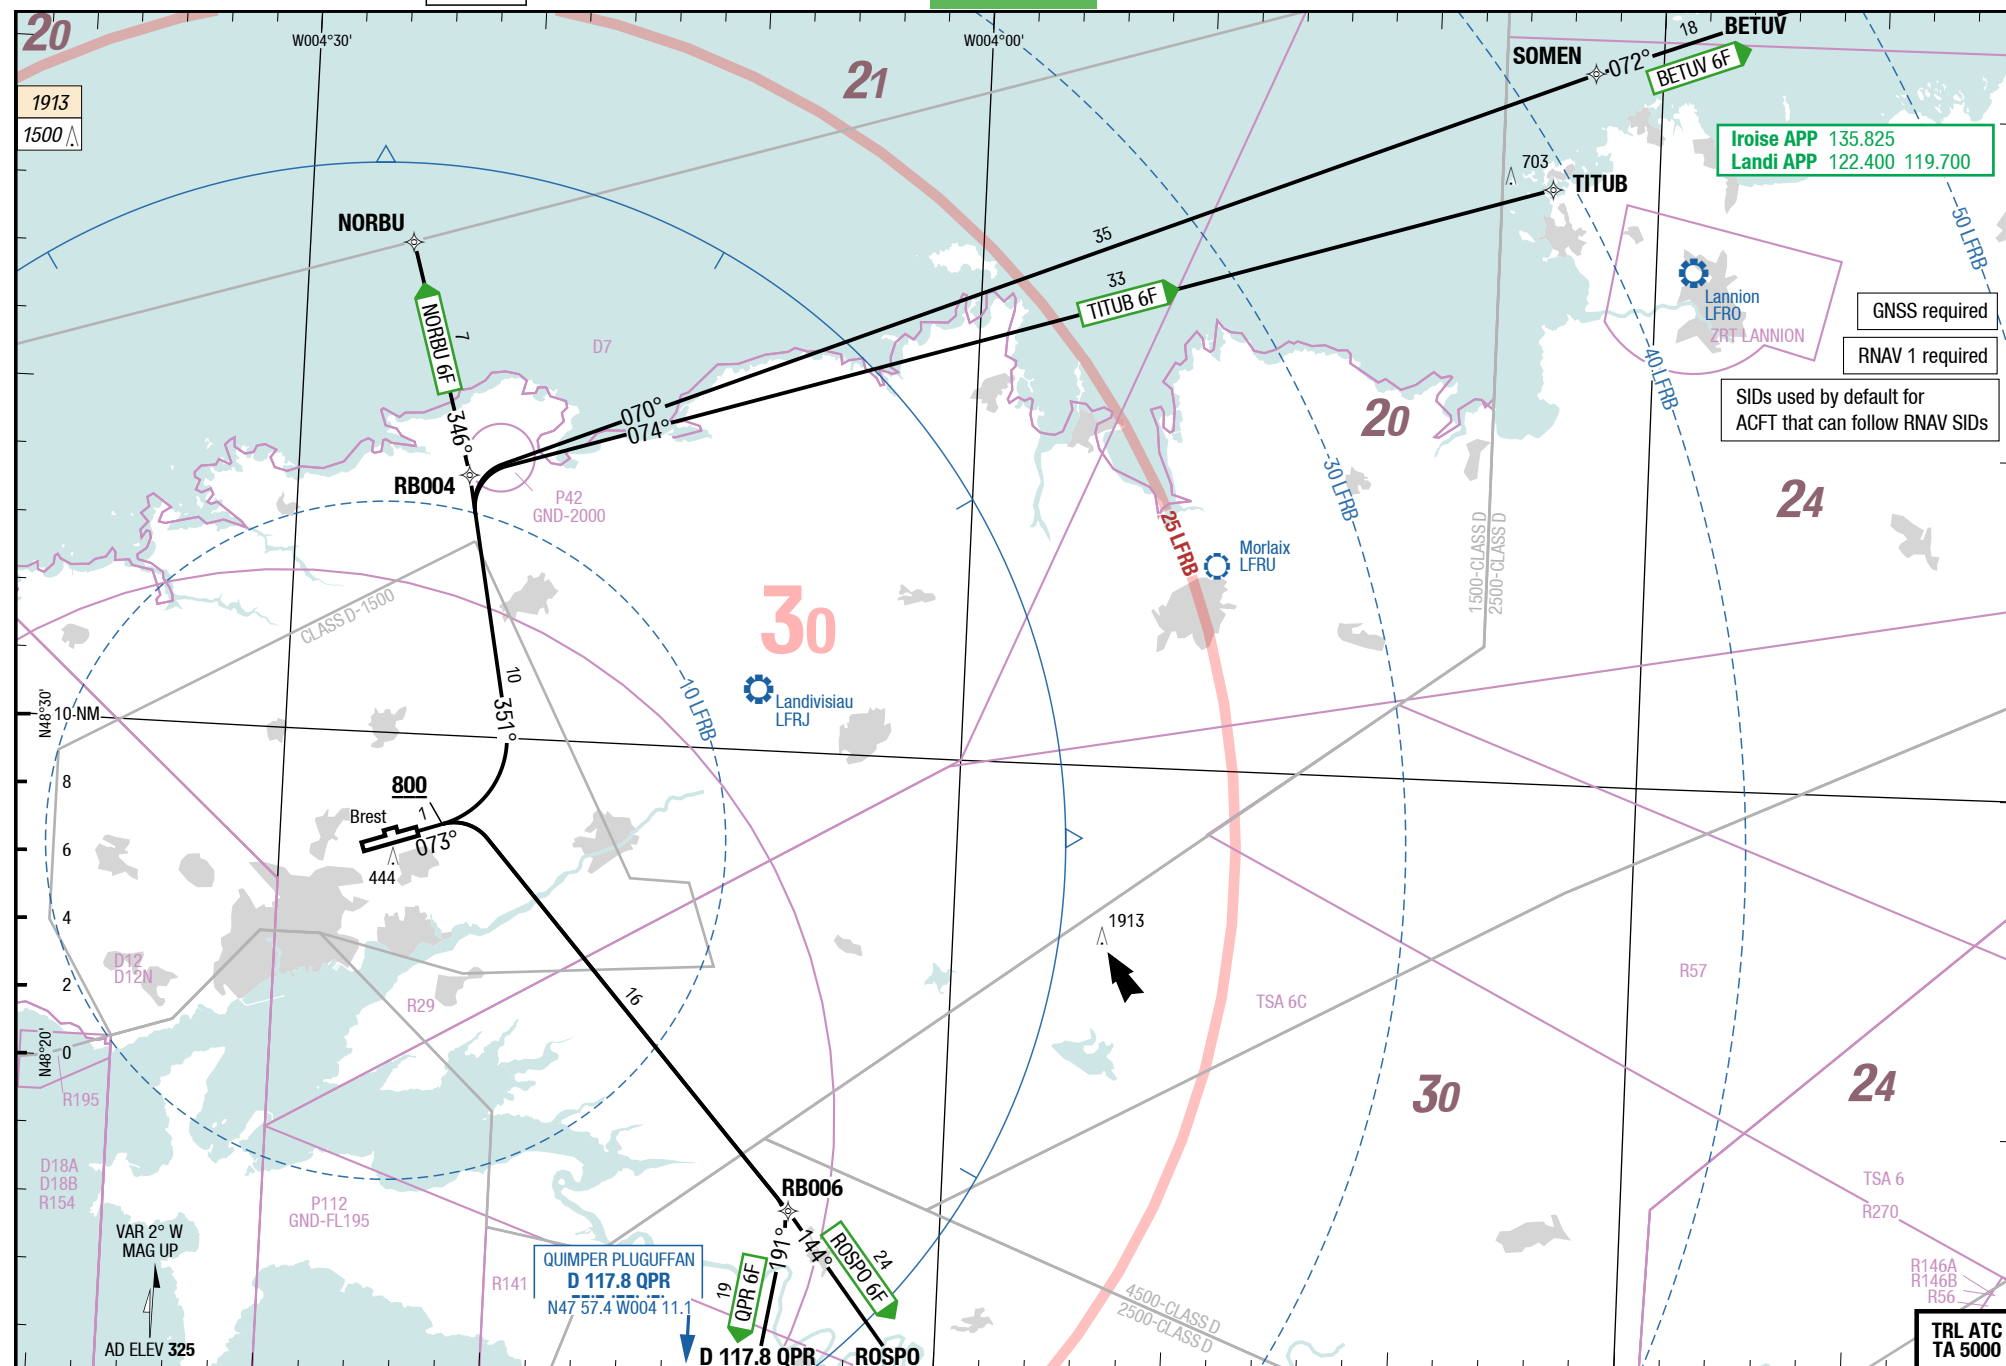 20
W004°30'
W004°00'
21
SOMEN
072°
18
BETUV
BETUV 6F
1913
1500
Iroise APP 135.825
Landi APP 122.400 119.700
703
TITUB
NORBU
35
33
TITUB 6F
50 LFRB
Lannion
LFRO
ZRT LANNION
GNSS required
RNAV 1 required
SIDs used by default for
ACFT that can follow RNAV SIDs
NORBU 6F
7
D7
40 LFRB
346°
070°
074°
20
RB004
P42
GND-2000
30 LFRB
24
25 LFRB
1500-CLASS D
2500-CLASS D
Morlaix
LFRU
CLASS D-1500
30
10
351°
10 LFRB
Landivisiau
LFRJ
N48°30'
10-NM
8
800
1
Brest
073°
6
444
4
1913
D12
D12N
2
R29
16
TSA 6C
R57
N48°20'
0
R195
30
24
D18A
D18B
R154
P112
GND-FL195
RB006
TSA 6
R270
VAR 2° W
MAG UP
191°
144°
ROSPO 6F
24
QUIMPER PLUGUFFAN
D 117.8 QPR
N47 57.4 W004 11.1
R141
19
QPR 6F
4500-CLASS D
2500-CLASS D
R146A
R146B
R56
AD ELEV 325
D 117.8 QPR
ROSPO
TRL ATC
TA 5000